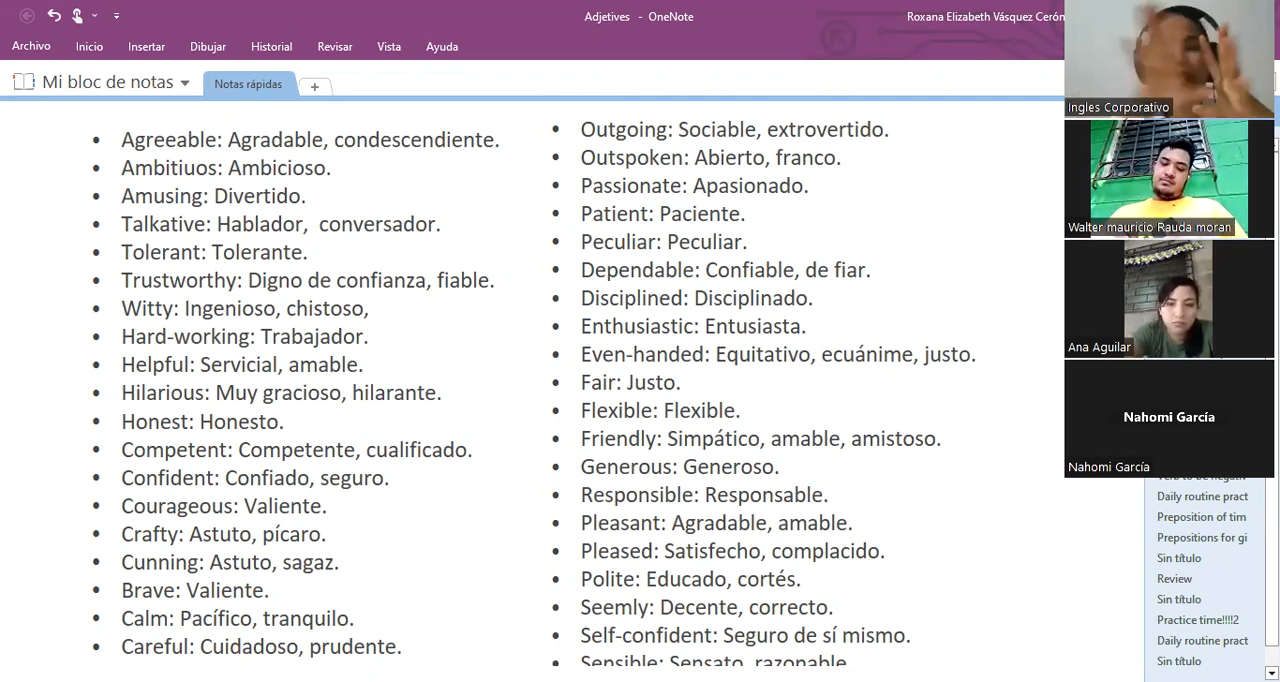 Adjetives - OneNote
Roxana Elizabeth Vásquez Cerón
Archivo Inicio Insertar Dibujar Historial Revisar Vista Ayuda
Mi bloc de notas Notas rápidas +
• Agreeable: Agradable, condescendiente.
• Ambitiuos: Ambicioso.
• Amusing: Divertido.
• Talkative: Hablador, conversador.
• Tolerant: Tolerante.
• Trustworthy: Digno de confianza, fiable.
• Witty: Ingenioso, chistoso,
• Hard-working: Trabajador.
• Helpful: Servicial, amable.
• Hilarious: Muy gracioso, hilarante.
• Honest: Honesto.
• Competent: Competente, cualificado.
• Confident: Confiado, seguro.
• Courageous: Valiente.
• Crafty: Astuto, pícaro.
• Cunning: Astuto, sagaz.
• Brave: Valiente.
• Calm: Pacífico, tranquilo.
• Careful: Cuidadoso, prudente.
• Outgoing: Sociable, extrovertido.
• Outspoken: Abierto, franco.
• Passionate: Apasionado.
• Patient: Paciente.
• Peculiar: Peculiar.
• Dependable: Confiable, de fiar.
• Disciplined: Disciplinado.
• Enthusiastic: Entusiasta.
• Even-handed: Equitativo, ecuánime, justo.
• Fair: Justo.
• Flexible: Flexible.
• Friendly: Simpático, amable, amistoso.
• Generous: Generoso.
• Responsible: Responsable.
• Pleasant: Agradable, amable.
• Pleased: Satisfecho, complacido.
• Polite: Educado, cortés.
• Seemly: Decente, correcto.
• Self-confident: Seguro de sí mismo.
• Sensible: Sensato, razonable
Ingles Corporativo
Walter mauricio Rauda moran
Ana Aguilar
Nahomi García
Nahomi García
Verb to be negativ
Daily routine pract
Preposition of tim
Prepositions for gi
Sin título
Review
Sin título
Practice time!!!!2
Daily routine pract
Sin título